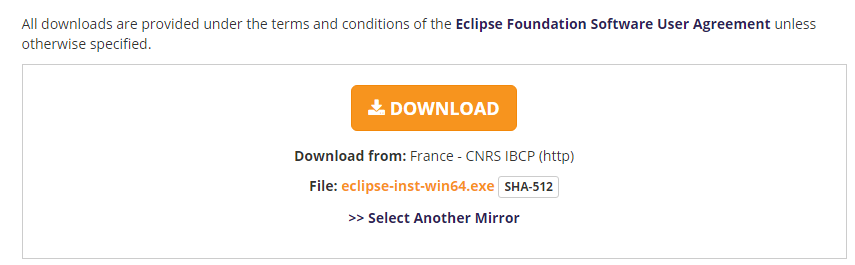 All downloads are provided under the terms and conditions of the Eclipse Foundation Software User Agreement unless
otherwise specified.
DOWNLOAD
Download from: France - CNRS IBCP (http)
File: eclipse-inst-win64.exe SHA-512
>> Select Another Mirror